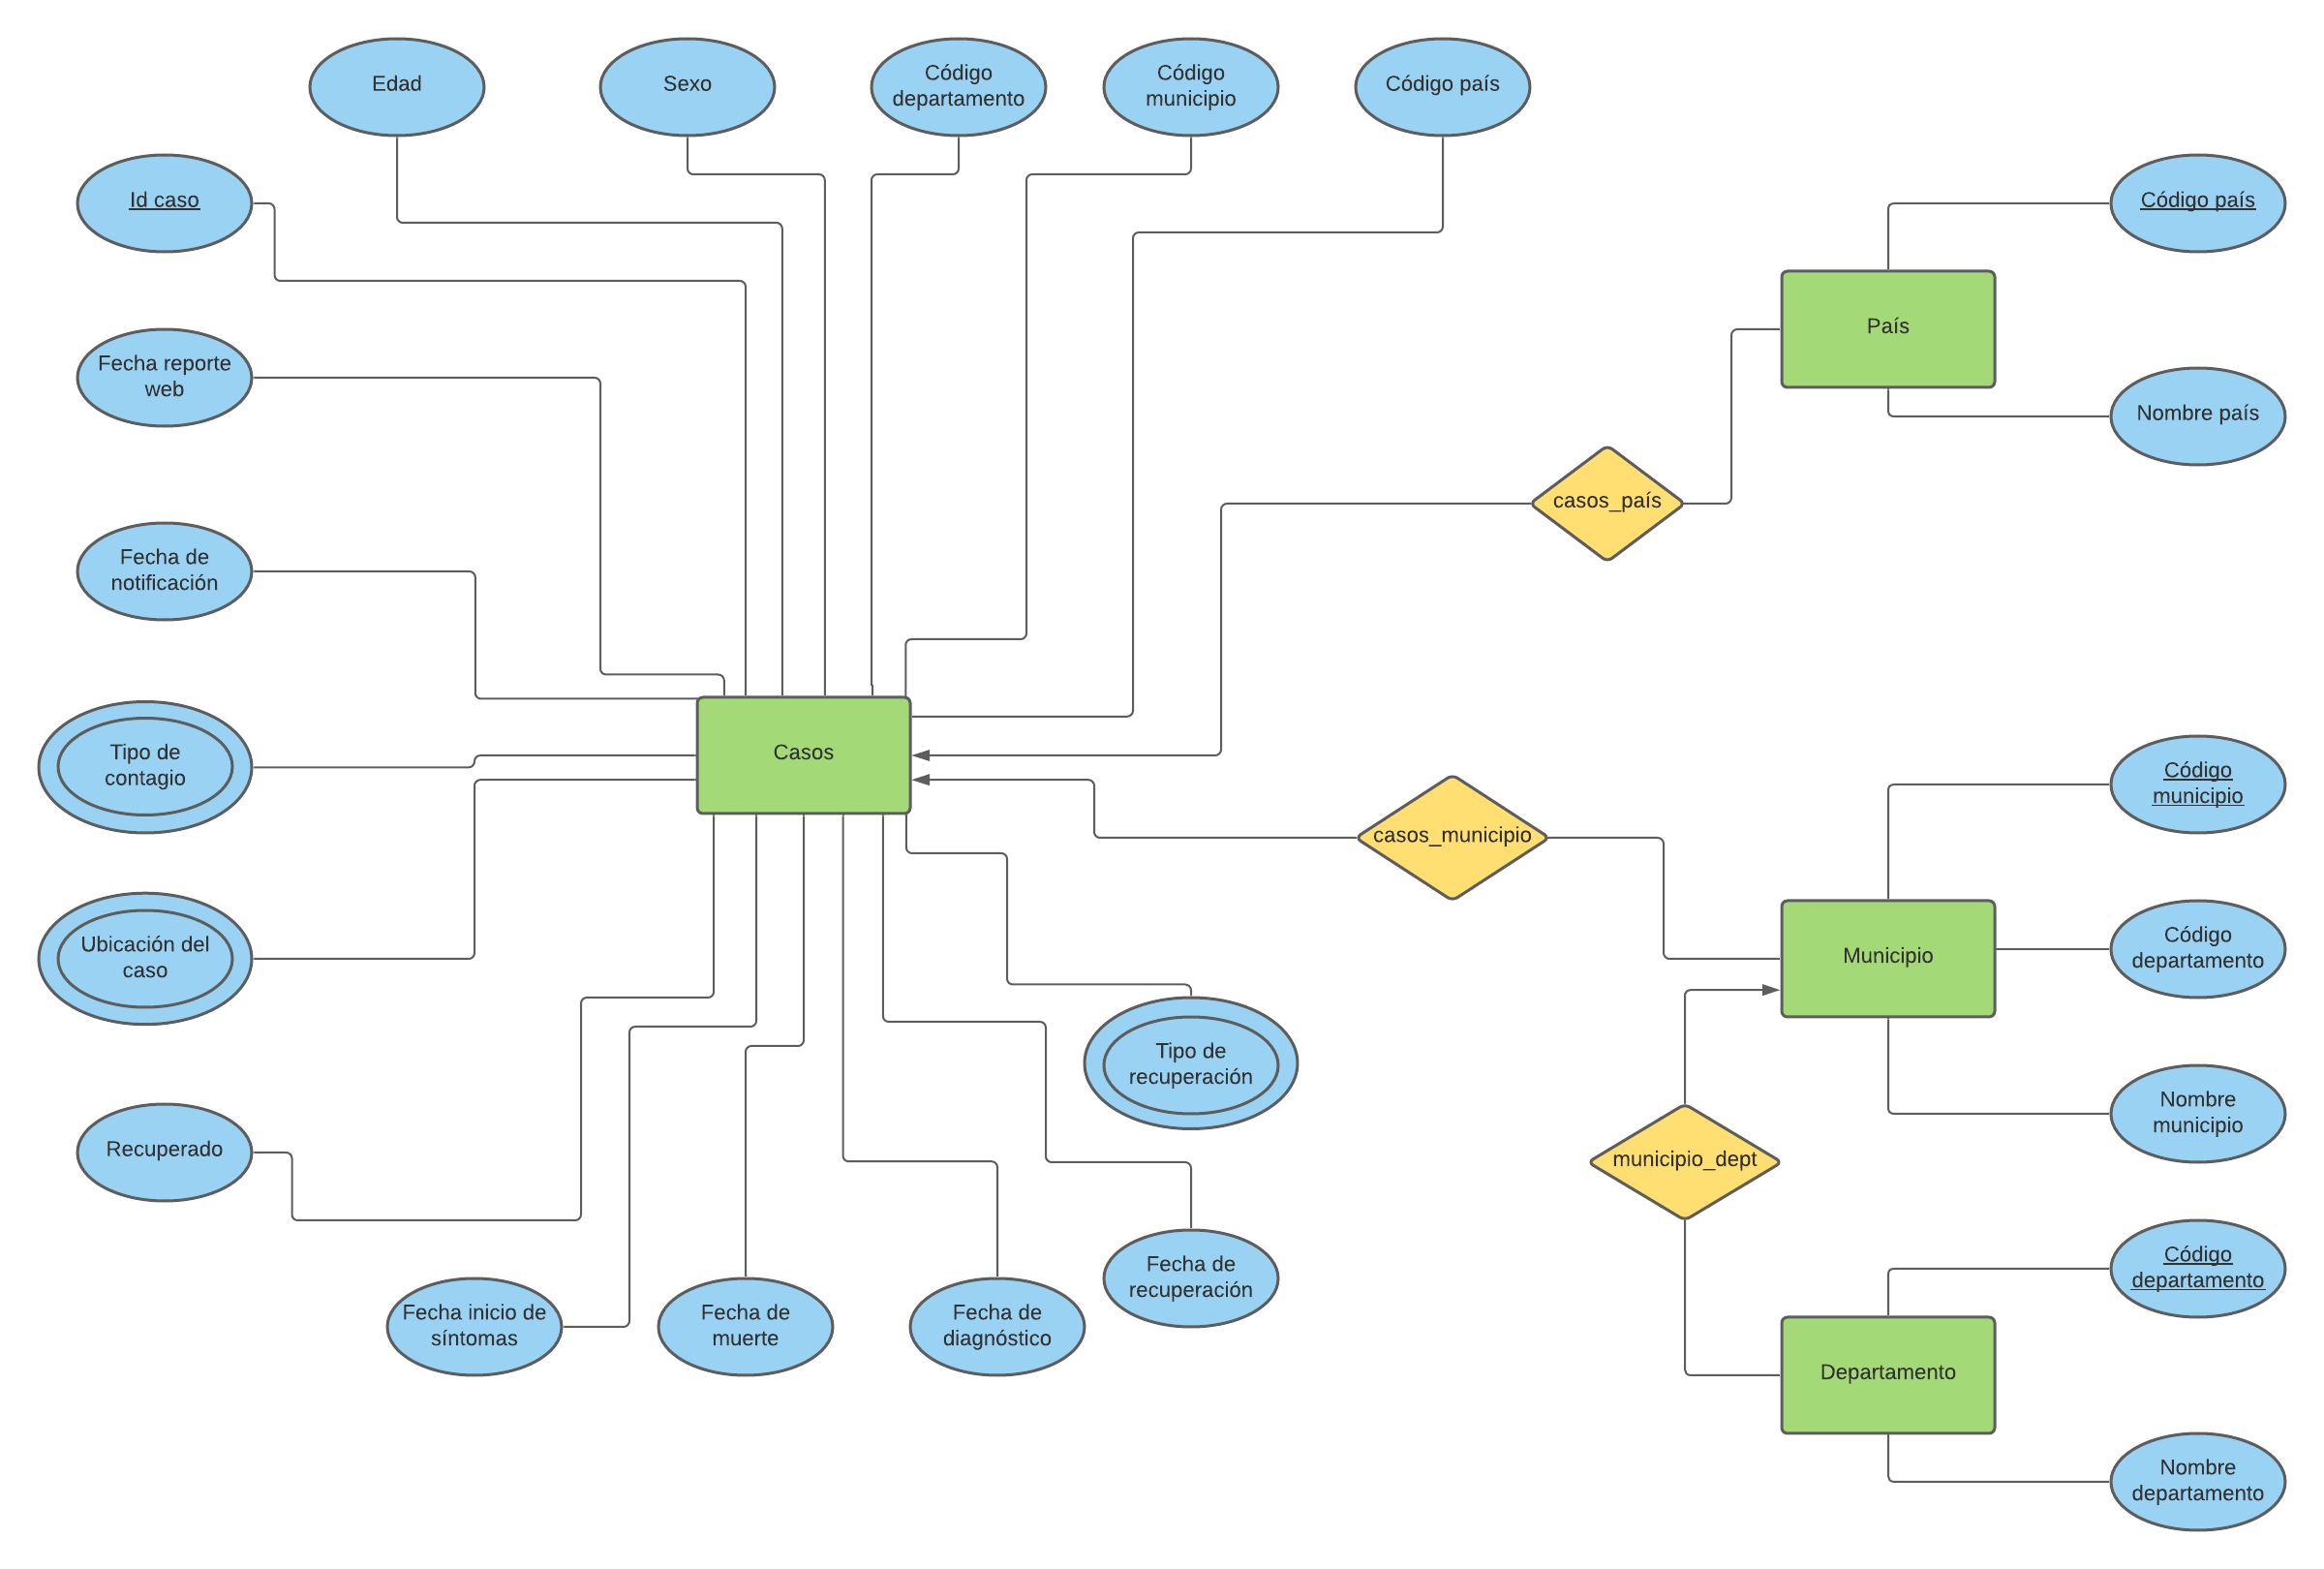 Edad
Sexo
Código
departamento
Código
municipio
Código país
Id caso
Código país
País
Fecha reporte
web
Nombre país
casos_país
Fecha de
notificación
Tipo de
contagio
Casos
Código
municipio
casos_municipio
Ubicación del
caso
Municipio
Código
departamento
Tipo de
recuperación
Nombre
municipio
Recuperado
municipio_dept
Fecha de
recuperación
Código
departamento
Fecha inicio de
síntomas
Fecha de
muerte
Fecha de
diagnóstico
Departamento
Nombre
departamento